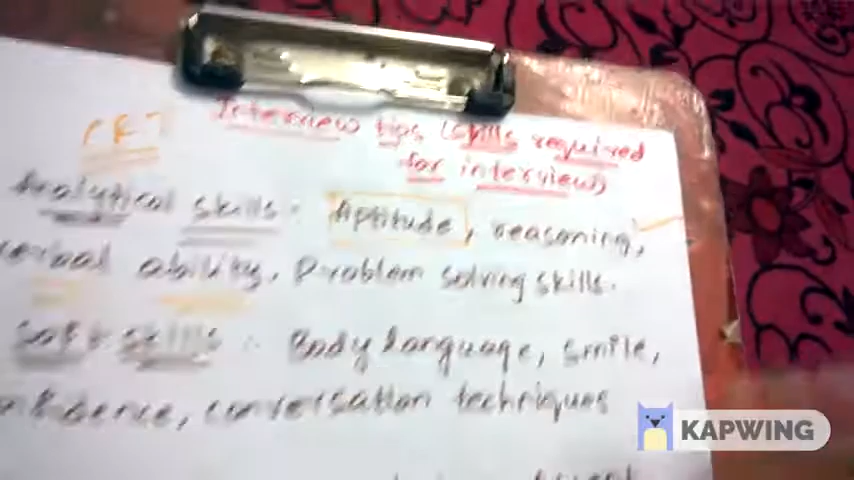 Interview tips (skills required
for interview)
Analytical skills : Aptitude, reasoning,
verbal ability, Problem solving skills.
Soft skills : Body language, smile,
confidence, conversation techniques
KAPWING